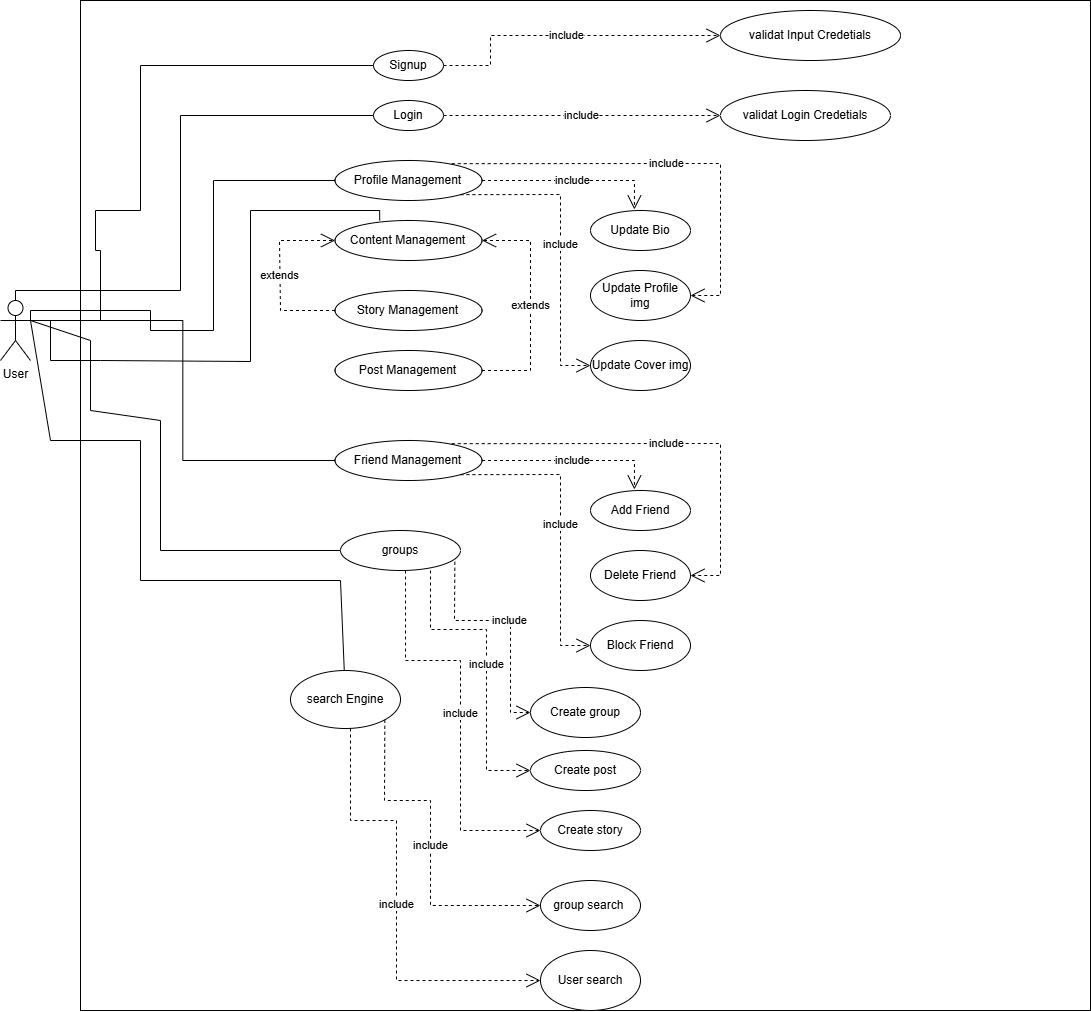 validat Input Credetials
include
Signup
Login
include
validat Login Credetials
include
Profile Management
include
Update Bio
Content Management
include
extends
Update Profile
img
extends
Story Management
Post Management
Update Cover img
User
include
Friend Management
include
Add Friend
include
groups
Delete Friend
include
Block Friend
include
search Engine
include
Create group
Create post
Create story
include
group search
include
User search